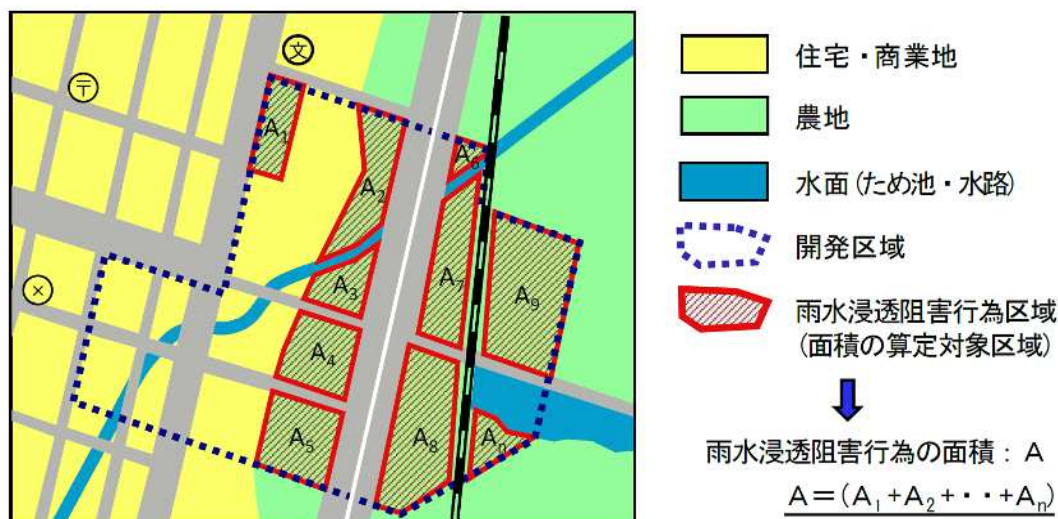 文
〒
×
A1
A2
A3
A4
A5
A6
A7
A8
A9
An
住宅・商業地
農地
水面(ため池・水路)
開発区域
雨水浸透阻害行為区域
(面積の算定対象区域)
雨水浸透阻害行為の面積：A
A＝(A1+A2+・・+An)